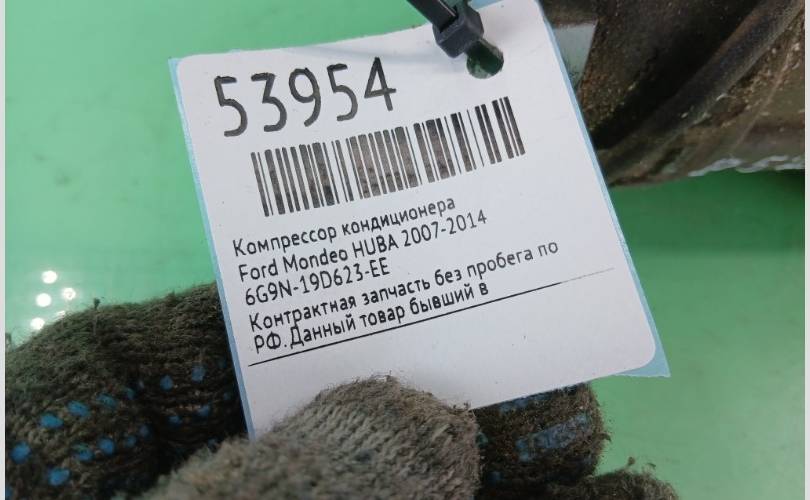 53954
Компрессор кондиционера
Ford Mondeo HUBA 2007-2014
6G9N-19D623-EE
Контрактная запчасть без пробега по
РФ. Данный товар бывший в